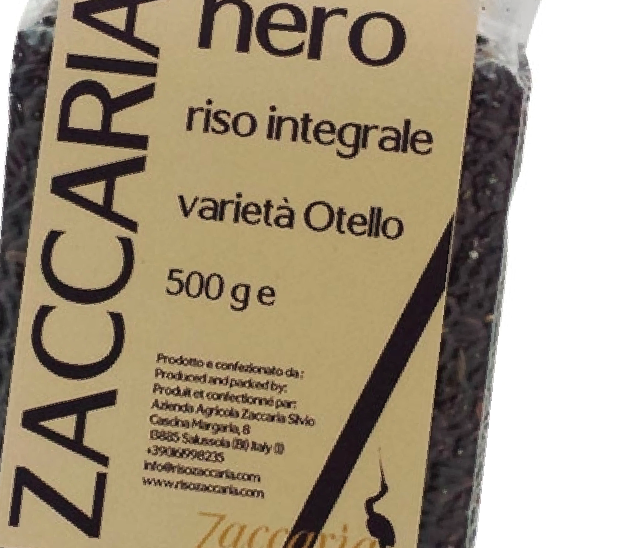 ZACCARIA
nero
riso integrale
varietà Otello
500 g e
Prodotto e confezionato da:
Produced and packed by:
Produit et confectionné par:
Azienda Agricola Zaccaria Silvio
Cascina Margaria, 8
13885 Salussola (BI) Italy (I)
+390161998235
info@risozaccaria.com
www.risozaccaria.com
Zaccaria